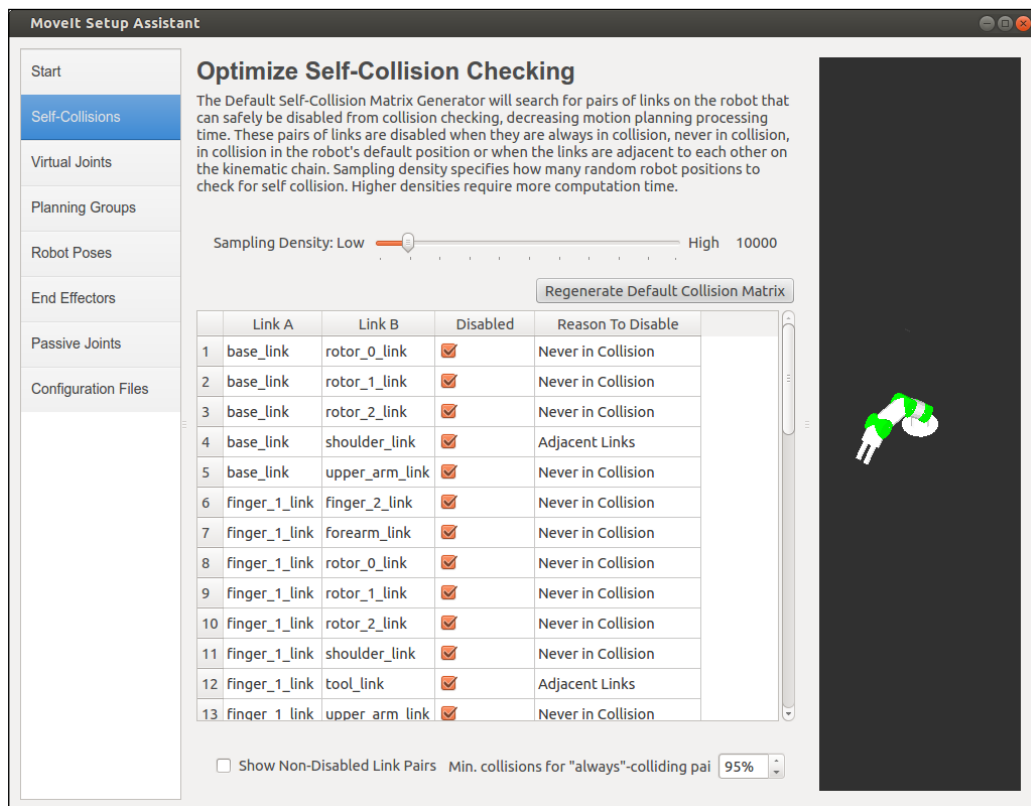 MoveIt Setup Assistant
Start
Self-Collisions
Virtual Joints
Planning Groups
Robot Poses
End Effectors
Passive Joints
Configuration Files
Optimize Self-Collision Checking
The Default Self-Collision Matrix Generator will search for pairs of links on the robot that
can safely be disabled from collision checking, decreasing motion planning processing
time. These pairs of links are disabled when they are always in collision, never in collision,
in collision in the robot's default position or when the links are adjacent to each other on
the kinematic chain. Sampling density specifies how many random robot positions to
check for self collision. Higher densities require more computation time.
Sampling Density: Low High 10000
Regenerate Default Collision Matrix
Link A Link B Disabled Reason To Disable
1 base_link rotor_0_link Never in Collision
2 base_link rotor_1_link Never in Collision
3 base_link rotor_2_link Never in Collision
4 base_link shoulder_link Adjacent Links
5 base_link upper_arm_link Never in Collision
6 finger_1_link finger_2_link Never in Collision
7 finger_1_link forearm_link Never in Collision
8 finger_1_link rotor_0_link Never in Collision
9 finger_1_link rotor_1_link Never in Collision
10 finger_1_link rotor_2_link Never in Collision
11 finger_1_link shoulder_link Never in Collision
12 finger_1_link tool_link Adjacent Links
13 finger_1_link upper_arm_link Never in Collision
Show Non-Disabled Link Pairs Min. collisions for "always"-colliding pai 95%